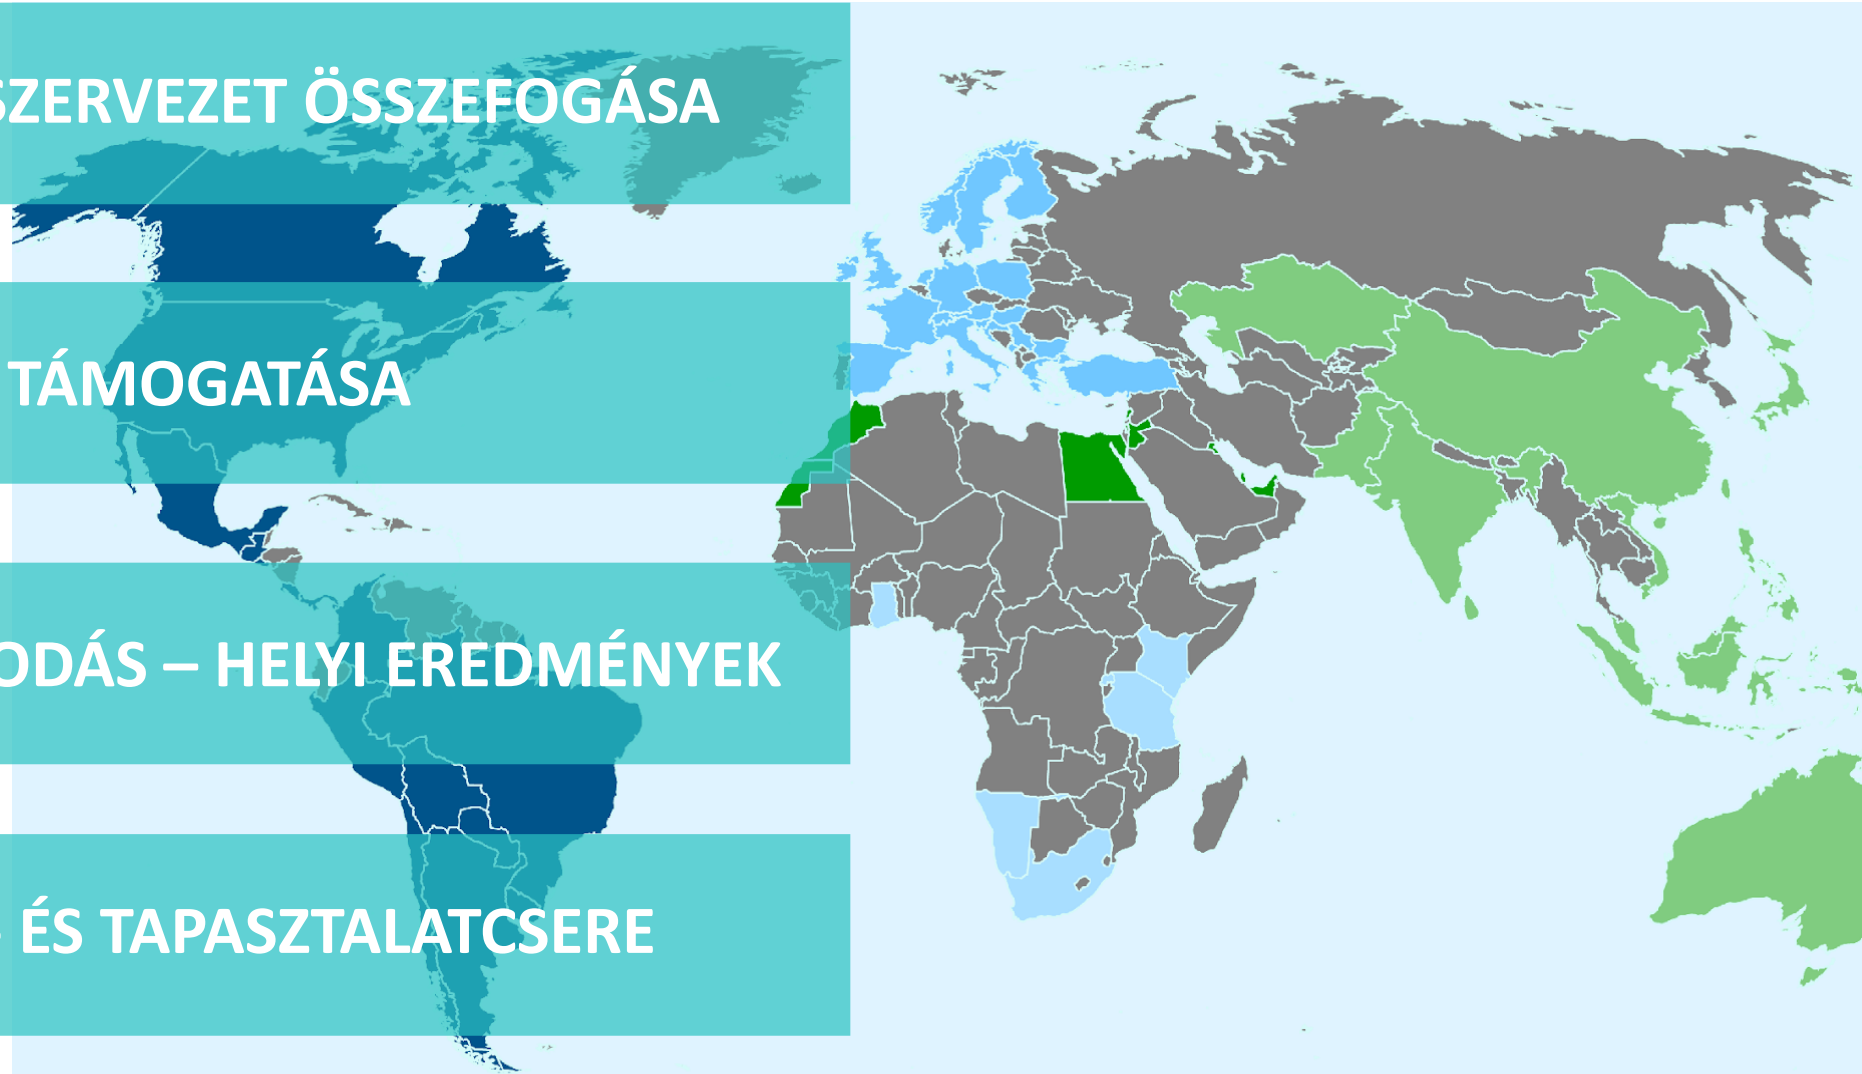 SZERVEZET ÖSSZEFOGÁSA
TÁMOGATÁSA
ODÁS – HELYI EREDMÉNYEK
- ÉS TAPASZTALATCSERE